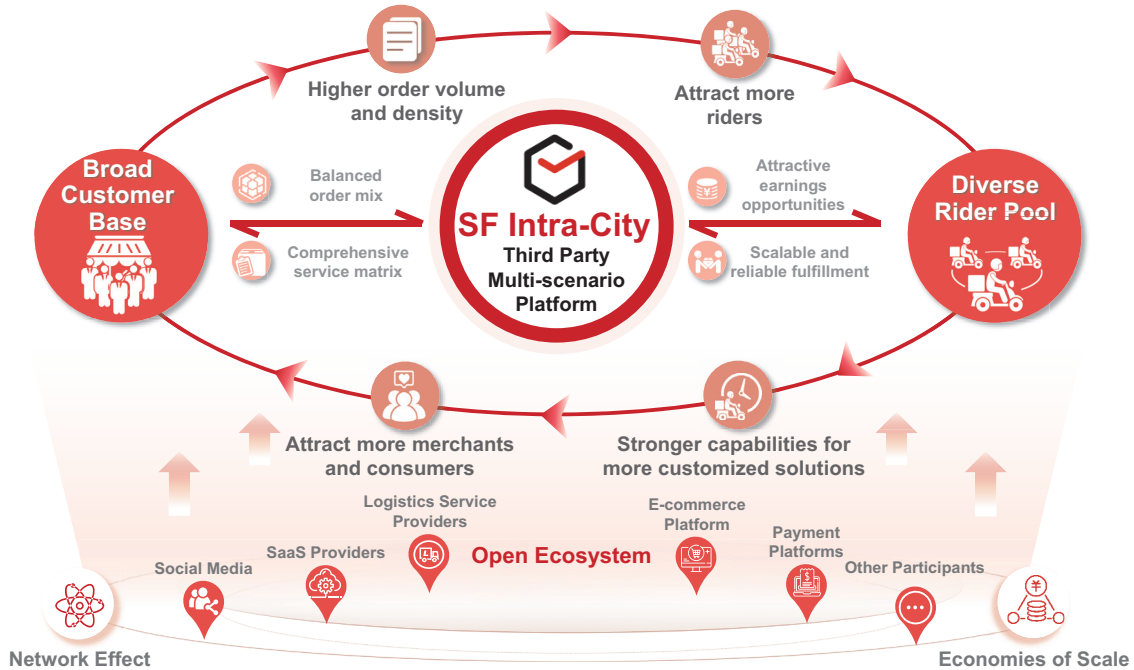 Higher order volume
and density
Attract more
riders
Broad
Customer
Base
Balanced
order mix
Comprehensive
service matrix
SF Intra-City
Third Party
Multi-scenario
Platform
Attractive
earnings
opportunities
Scalable and
reliable fulfillment
Diverse
Rider Pool
Attract more merchants
and consumers
Stronger capabilities for
more customized solutions
Logistics Service
Providers
E-commerce
Platform
SaaS Providers
Open Ecosystem
Payment
Platforms
Social Media
Other Participants
Network Effect
Economies of Scale